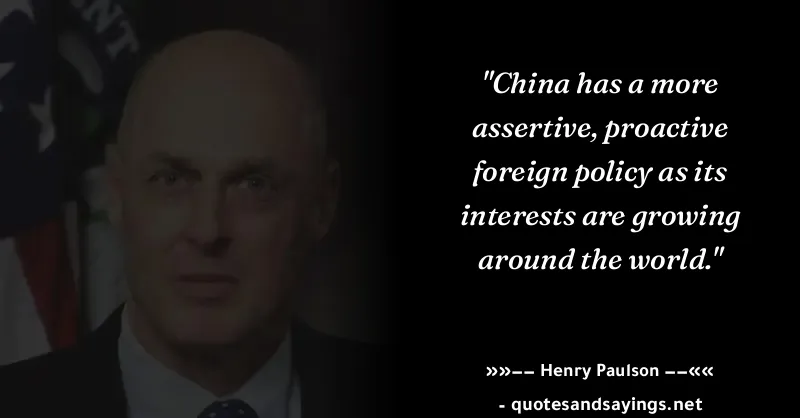 NT
"China has a more
assertive, proactive
foreign policy as its
interests are growing
around the world."
»»−− Henry Paulson −−««
- quotesandsayings.net